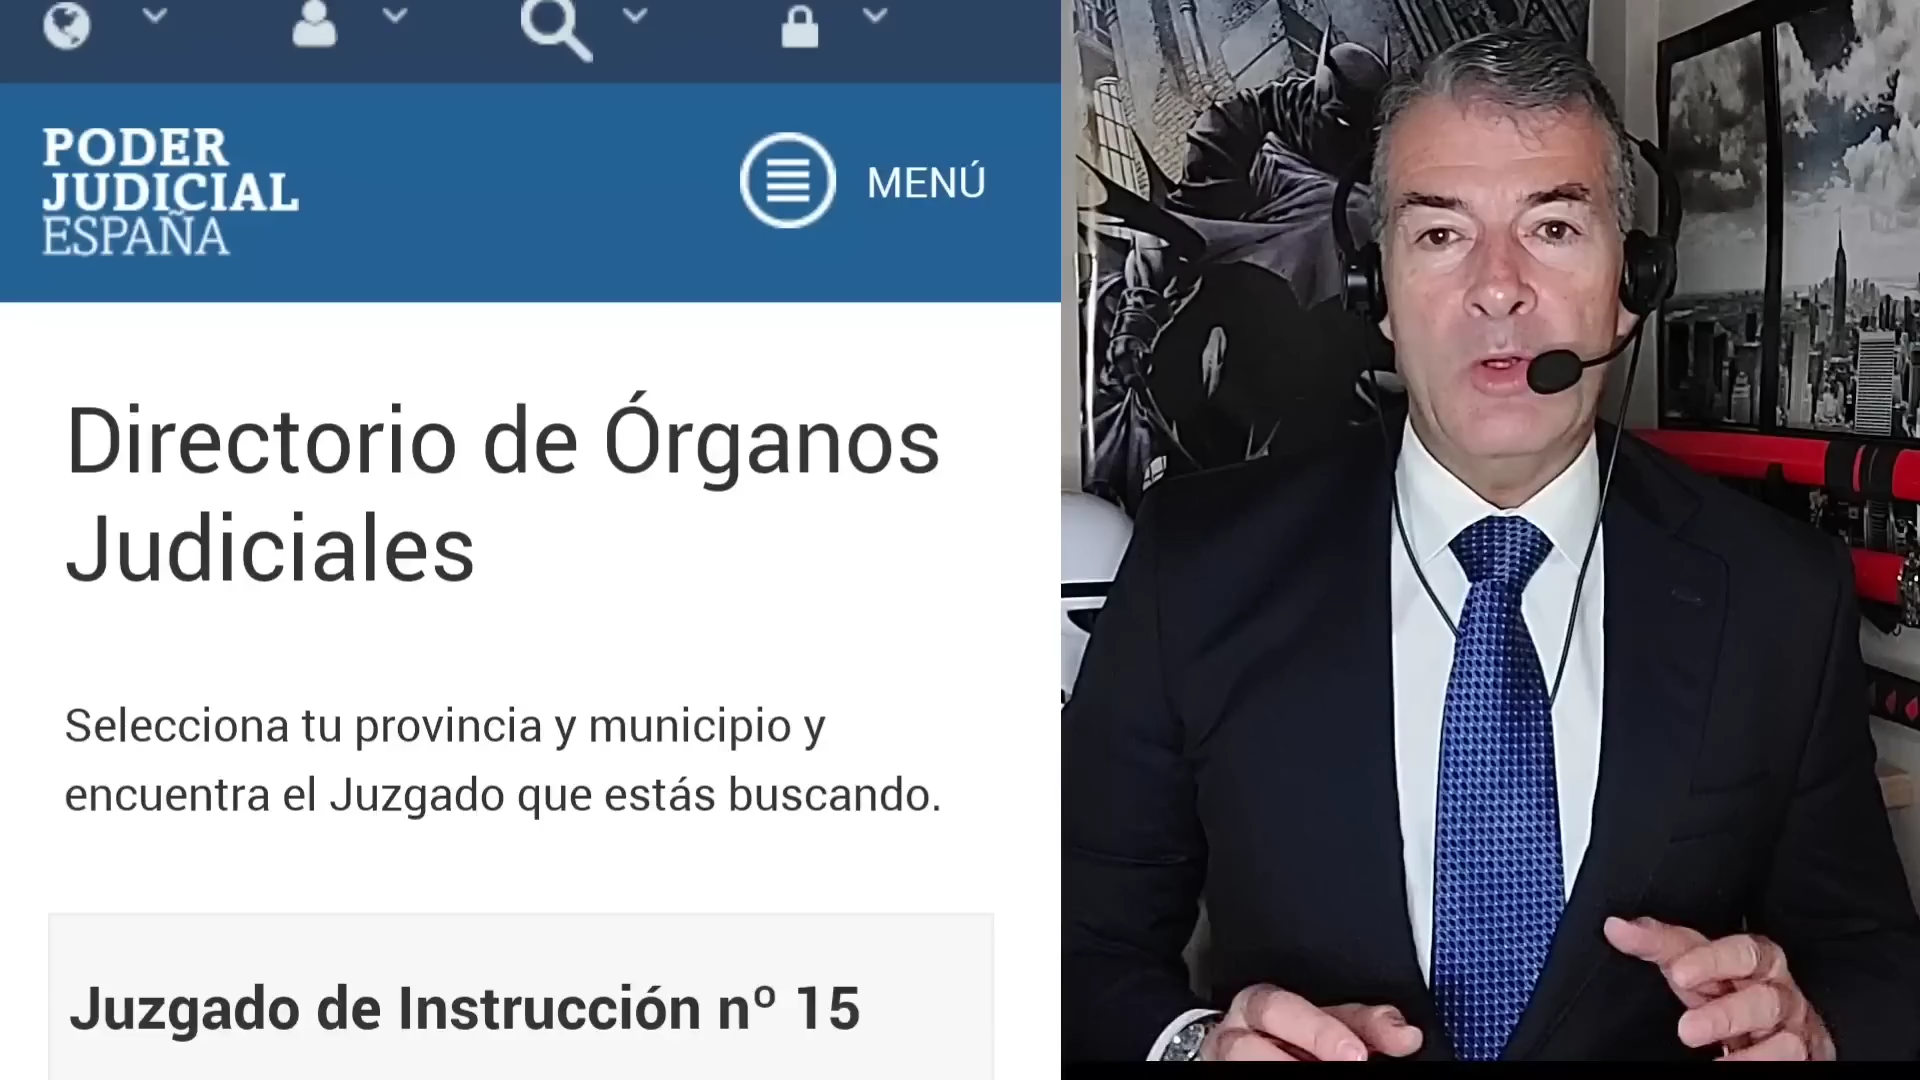 PODER
JUDICIAL
ESPAÑA
MENÚ
Directorio de Órganos
Judiciales
Selecciona tu provincia y municipio y
encuentra el Juzgado que estás buscando.
Juzgado de Instrucción nº 15